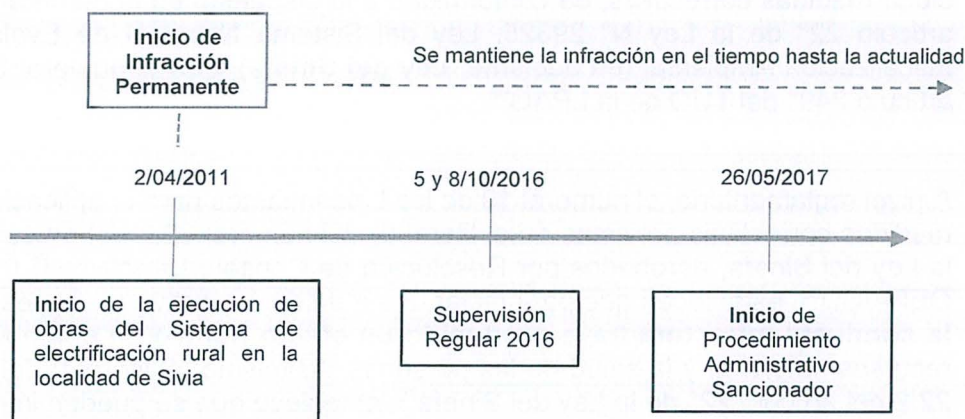 Inicio de
Infracción
Permanente
Se mantiene la infracción en el tiempo hasta la actualidad
2/04/2011
5 y 8/10/2016
26/05/2017
Inicio de la ejecución de
obras del Sistema de
electrificación rural en la
localidad de Sivia
Supervisión
Regular 2016
Inicio de
Procedimiento
Administrativo
Sancionador